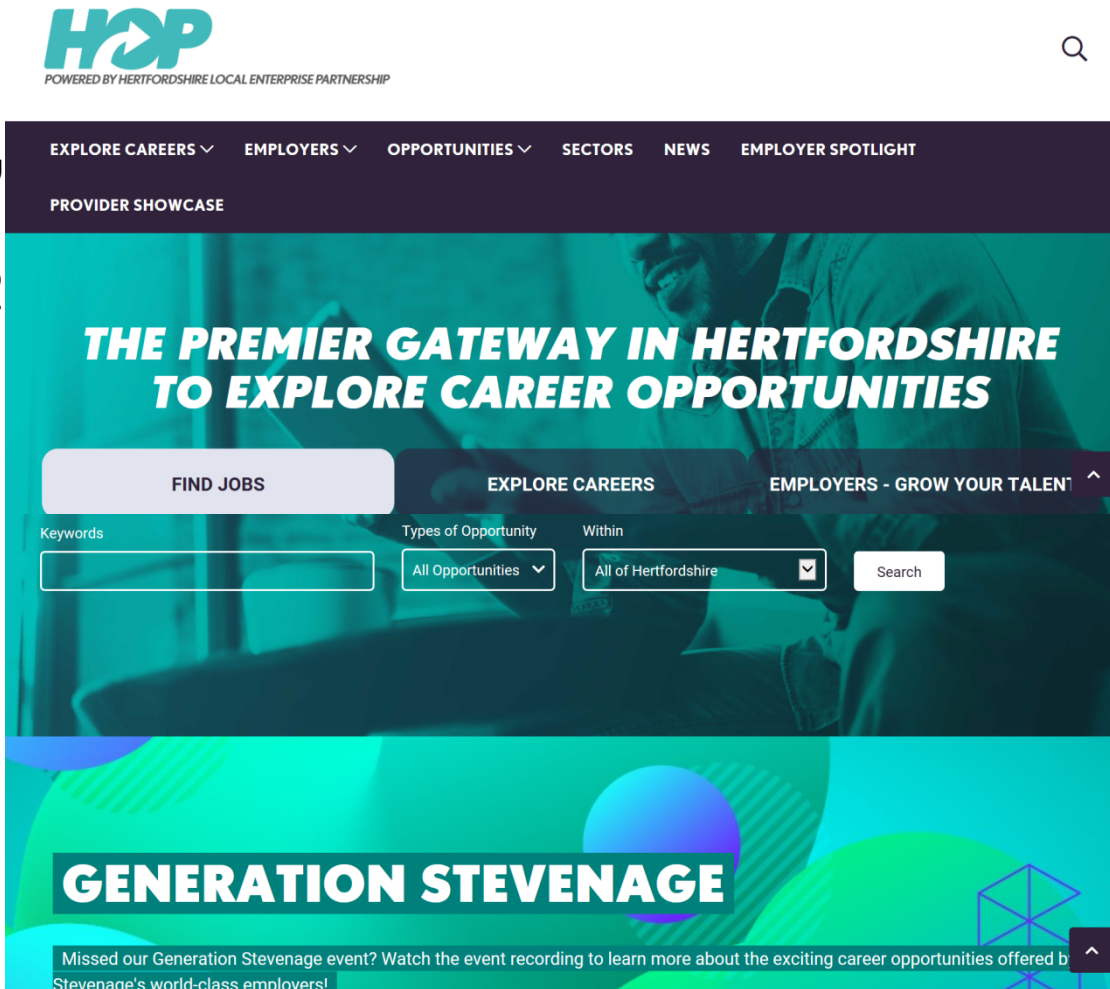 HOP
POWERED BY HERTFORDSHIRE LOCAL ENTERPRISE PARTNERSHIP
EXPLORE CAREERS EMPLOYERS OPPORTUNITIES SECTORS NEWS EMPLOYER SPOTLIGHT
PROVIDER SHOWCASE
THE PREMIER GATEWAY IN HERTFORDSHIRE
TO EXPLORE CAREER OPPORTUNITIES
FIND JOBS EXPLORE CAREERS EMPLOYERS - GROW YOUR TALENT
Keywords Types of Opportunity Within
All Opportunities All of Hertfordshire Search
GENERATION STEVENAGE
Missed our Generation Stevenage event? Watch the event recording to learn more about the exciting career opportunities offered
Stevenage's world-class employers!